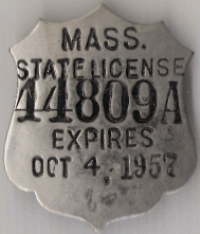 MASS.
STATE LICENSE
44809A
EXPIRES
OCT 4, 1957